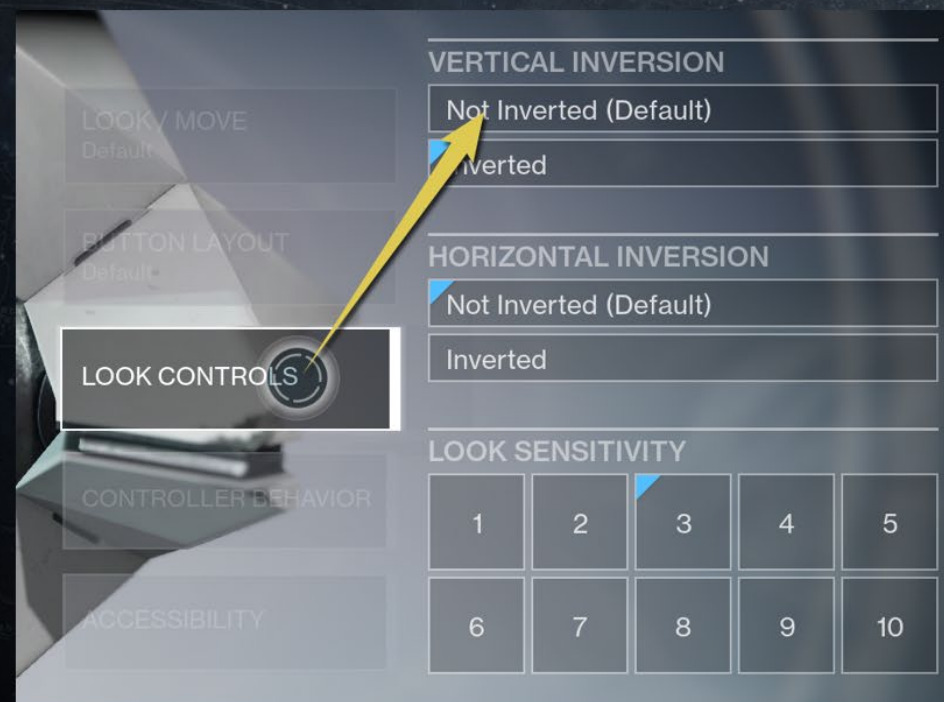 LOOK / MOVE
Default
BUTTON LAYOUT
Default
LOOK CONTROLS
CONTROLLER BEHAVIOR
ACCESSIBILITY
VERTICAL INVERSION
Not Inverted (Default)
Inverted
HORIZONTAL INVERSION
Not Inverted (Default)
Inverted
LOOK SENSITIVITY
1 2 3 4 5
6 7 8 9 10